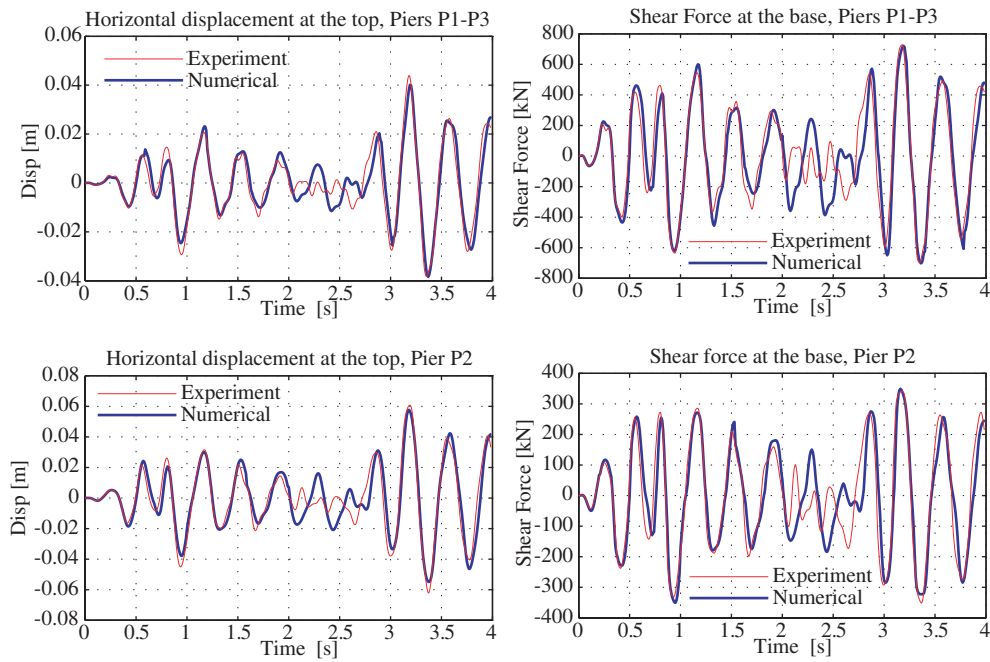 Horizontal displacement at the top, Piers P1-P3
0.06
0.04
0.02
0
-0.02
-0.04
Disp [m]
Experiment
Numerical
0 0.5 1 1.5 2 2.5 3 3.5 4
Time [s]
Shear Force at the base, Piers P1-P3
800
600
400
200
0
-200
-400
-600
-800
Shear Force [kN]
Experiment
Numerical
0 0.5 1 1.5 2 2.5 3 3.5 4
Time [s]
Horizontal displacement at the top, Pier P2
0.08
0.06
0.04
0.02
0
-0.02
-0.04
-0.06
-0.08
Disp [m]
Experiment
Numerical
0 0.5 1 1.5 2 2.5 3 3.5 4
Time [s]
Shear force at the base, Pier P2
400
300
200
100
0
-100
-200
-300
-400
Shear Force [kN]
Experiment
Numerical
0 0.5 1 1.5 2 2.5 3 3.5 4
Time [s]